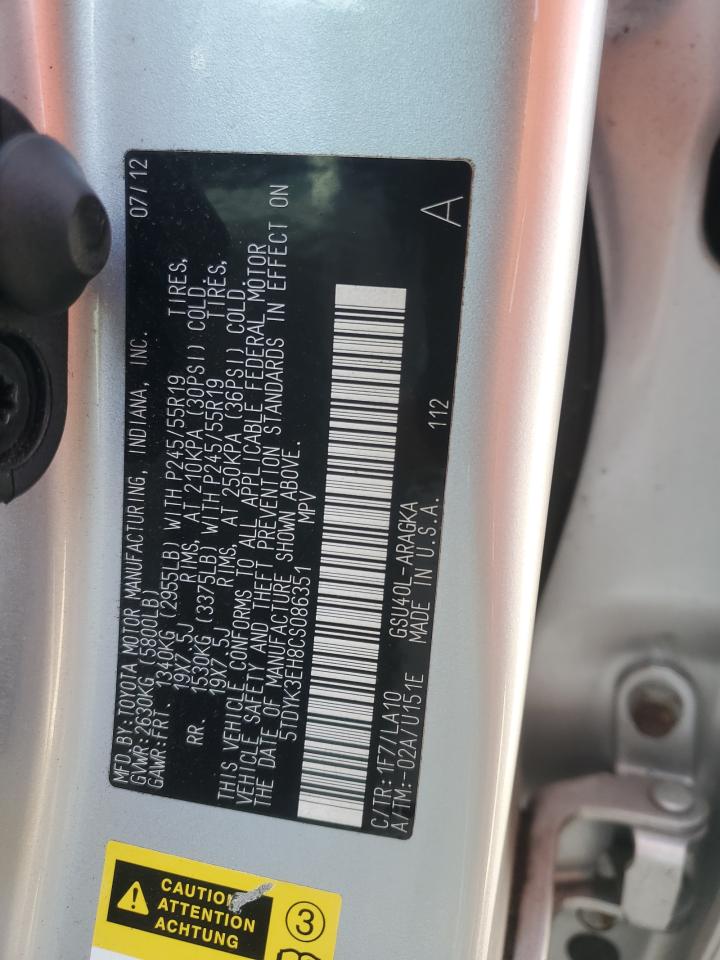 MFD.BY:TOYOTA MOTOR MANUFACTURING, INDIANA, INC. 07/12
GVWR:2630KG (5800LB)
GAWR:FRT. 1340KG (2955LB) WITH P245/55R19 TIRES,
19X7.5J RIMS, AT 210KPA (30PSI) COLD.
RR. 1530KG (3375LB) WITH P245/55R19 TIRES,
19X7.5J RIMS, AT 250KPA (36PSI) COLD.
THIS VEHICLE CONFORMS TO ALL APPLICABLE FEDERAL MOTOR
VEHICLE SAFETY AND THEFT PREVENTION STANDARDS IN EFFECT ON
THE DATE OF MANUFACTURE SHOWN ABOVE.
5TDYK3EH8CS086351 MPV
C/TR:1F7/LA10 GSU40L-ARAGKA
A/TM:-02A/U151E MADE IN U.S.A. 112 A
CAUTION
ATTENTION
ACHTUNG
3